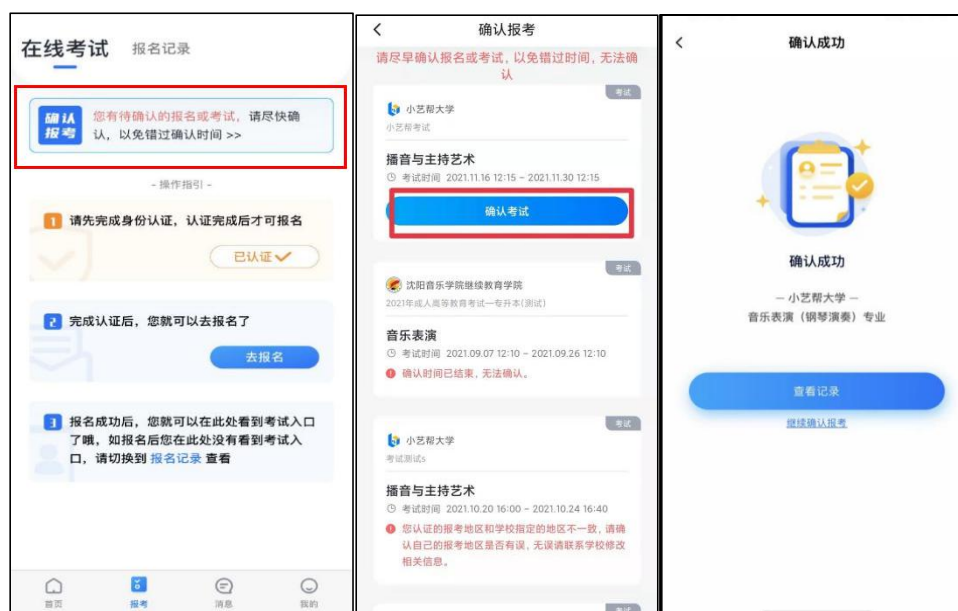 在线考试 报名记录
确认
报考
您有待确认的报名或考试，请尽快确
认，以免错过确认时间 >>
- 操作指引 -
1 请先完成身份认证，认证完成后才可报名
已认证
2 完成认证后，您就可以去报名了
去报名
3 报名成功后，您就可以在此处看到考试入口
了哦，如报名后您在此处没有看到考试入
口，请切换到 报名记录 查看
首页 报考 消息 我的
确认报考
请尽早确认报名或考试，以免错过时间，无法确
认
考试
小艺帮大学
小艺帮考试
播音与主持艺术
考试时间 2021.11.16 12:15 - 2021.11.30 12:15
确认考试
考试
沈阳音乐学院继续教育学院
2021年成人高等教育考试—专升本(测试)
音乐表演
考试时间 2021.09.07 12:10 - 2021.09.26 12:10
确认时间已结束，无法确认。
考试
小艺帮大学
考试测试s
播音与主持艺术
考试时间 2021.10.20 16:00 - 2021.10.24 16:40
您认证的报考地区和学校指定的地区不一致，请确
认自己的报考地区是否有误，无误请联系学校修改
相关信息。
考试
确认成功
确认成功
— 小艺帮大学 —
音乐表演（钢琴演奏）专业
查看记录
继续确认报考